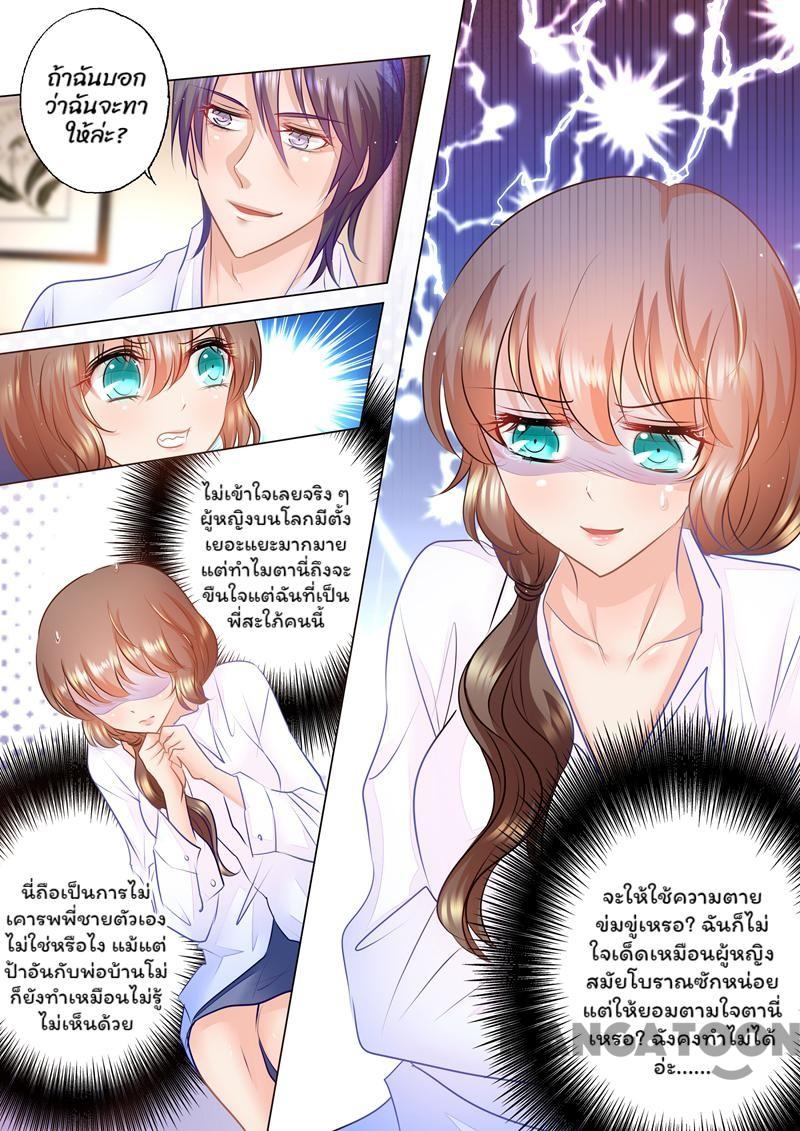 ถ้าฉันบอก
ว่าฉันจะทา
ให้ล่ะ?
ไม่เข้าใจเลยจริง ๆ
ผู้หญิงบนโลกมีตั้ง
เยอะแยะมากมาย
แต่ทำไมตานี่ถึงจะ
ขืนใจแต่ฉันที่เป็น
พี่สะใภ้คนนี้
นี่ถือเป็นการไม่
เคารพพี่ชายตัวเอง
ไม่ใช่หรือไง แม้แต่
ป้าอันกับพ่อบ้านโม่
ก็ยังทำเหมือนไม่รู้
ไม่เห็นด้วย
จะให้ใช้ความตาย
ข่มขู่เหรอ? ฉันก็ไม่
ใจเด็ดเหมือนผู้หญิง
สมัยโบราณซักหน่อย
แต่ให้ยอมตามใจตานี่
เหรอ? ฉังคงทำไม่ได้
อ่ะ......
MANGATOON